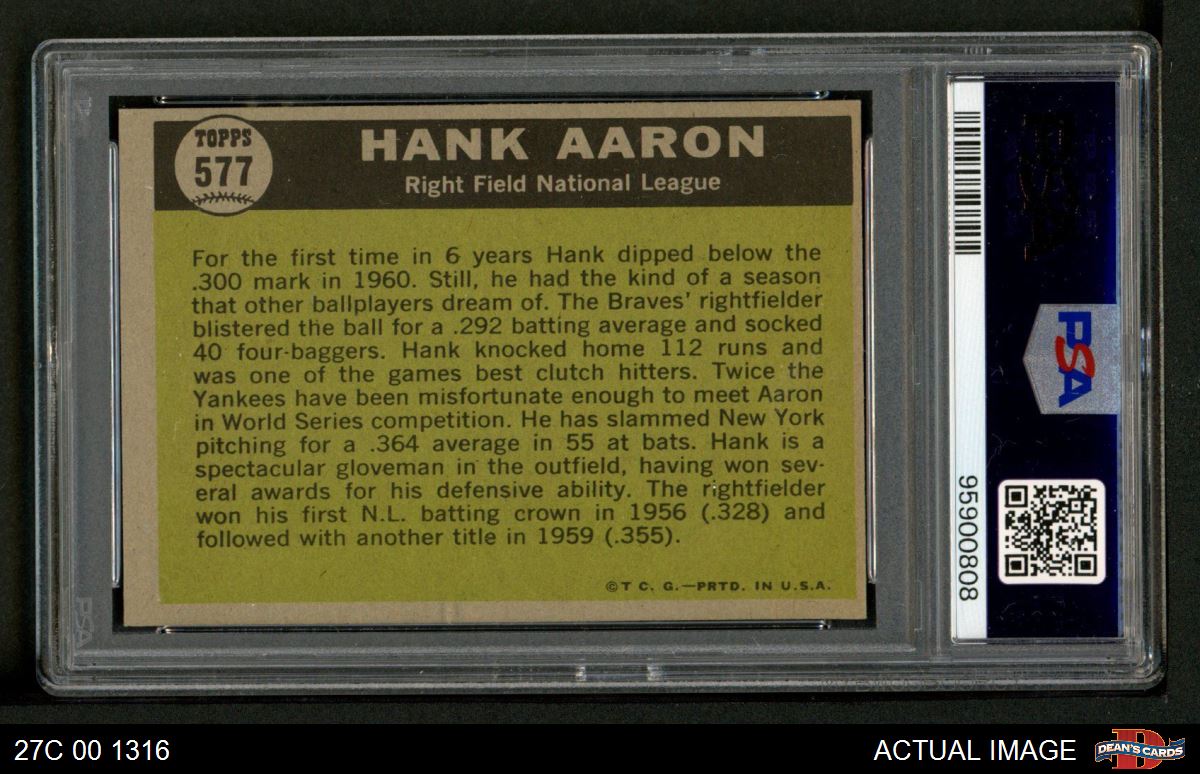 TOPPS
577
HANK AARON
Right Field National League
For the first time in 6 years Hank dipped below the
.300 mark in 1960. Still, he had the kind of a season
that other ballplayers dream of. The Braves' rightfielder
blistered the ball for a .292 batting average and socked
40 four-baggers. Hank knocked home 112 runs and
was one of the games best clutch hitters. Twice the
Yankees have been misfortunate enough to meet Aaron
in World Series competition. He has slammed New York
pitching for a .364 average in 55 at bats. Hank is a
spectacular gloveman in the outfield, having won sev-
eral awards for his defensive ability. The rightfielder
won his first N.L. batting crown in 1956 (.328) and
followed with another title in 1959 (.355).
©T C. G.—PRTD. IN U.S.A.
PSA
95900808
PSA
27C 00 1316
ACTUAL IMAGE
DEAN'S CARDS